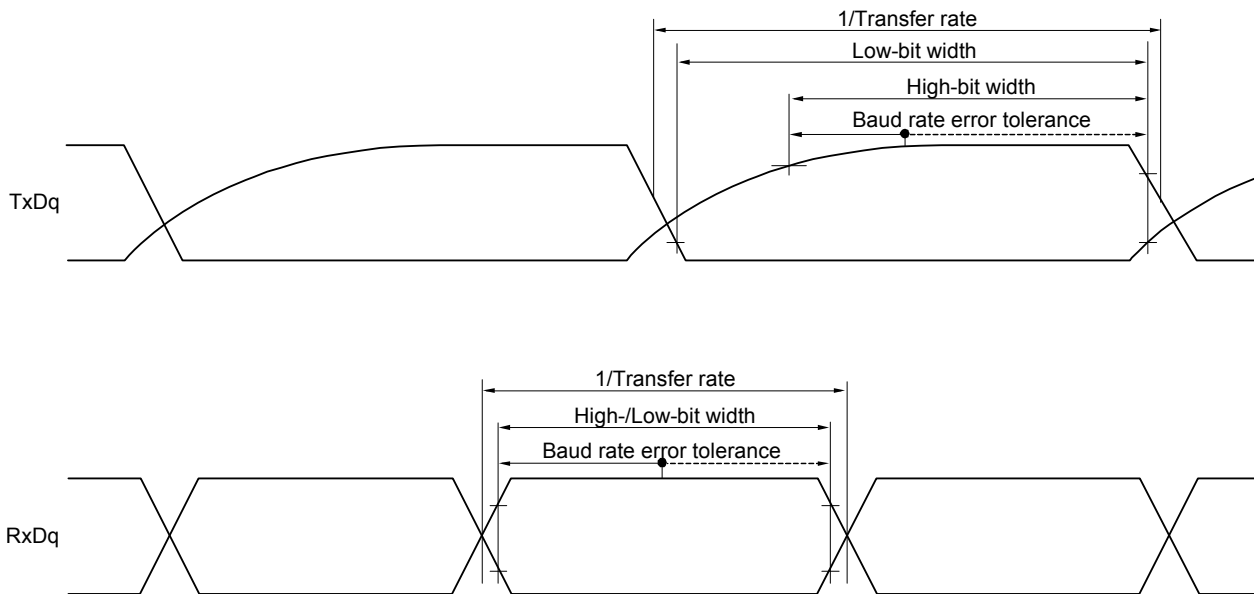 1/Transfer rate
Low-bit width
High-bit width
Baud rate error tolerance
TxDq
1/Transfer rate
High-/Low-bit width
Baud rate error tolerance
RxDq